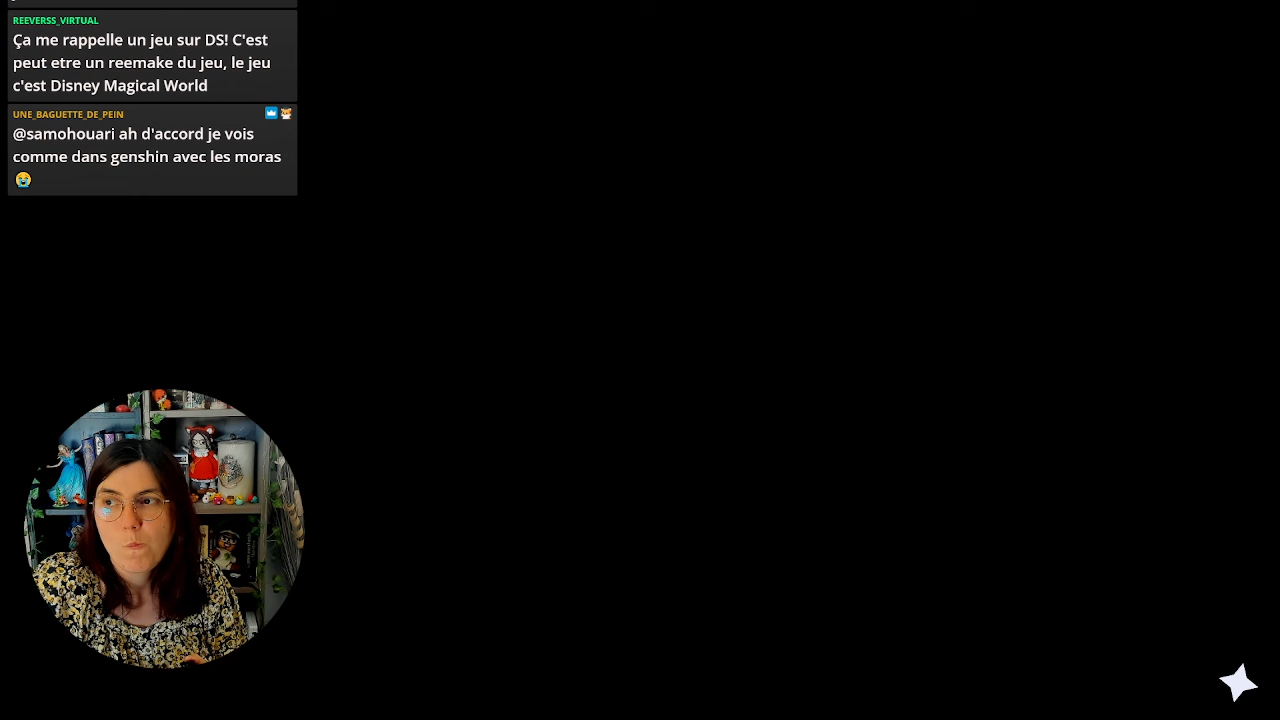 REEVERSS_VIRTUAL
Ça me rappelle un jeu sur DS! C'est
peut etre un reemake du jeu, le jeu
c'est Disney Magical World
UNE_BAGUETTE_DE_PEIN
@samohouari ah d'accord je vois
comme dans genshin avec les moras
😭